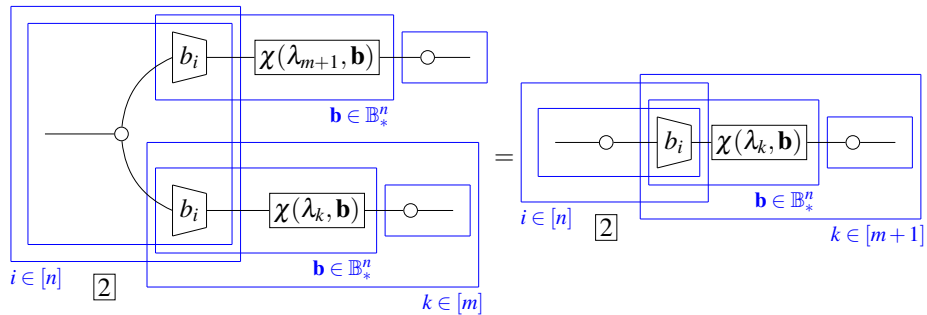 b_i χ(λ_{m+1}, **b**)
**b** ∈ 𝔹_*^n
=
b_i χ(λ_k, **b**)
**b** ∈ 𝔹_*^n
i ∈ [n] 2 k ∈ [m]
b_i χ(λ_k, **b**)
**b** ∈ 𝔹_*^n
i ∈ [n] 2 k ∈ [m+1]